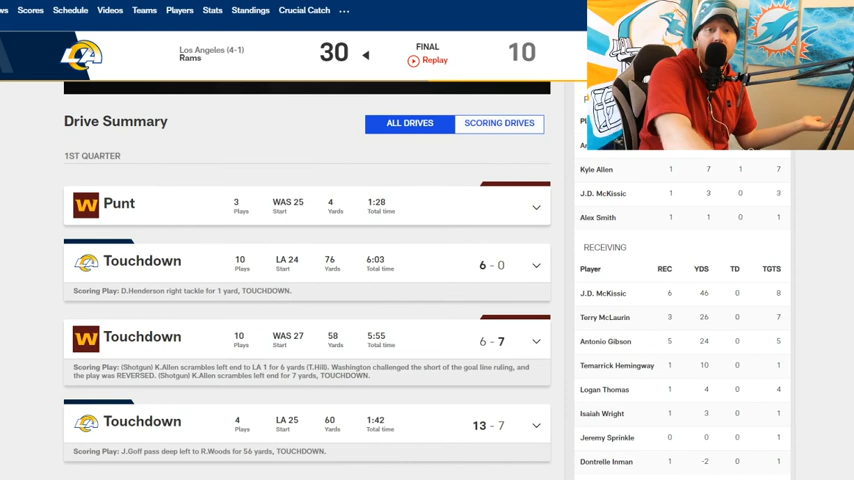 Scores Schedule Videos Teams Players Stats Standings Crucial Catch ...
Los Angeles (4-1)
Rams
30
FINAL
Replay
10
Drive Summary
ALL DRIVES
SCORING DRIVES
1ST QUARTER
W
Punt
3
Plays
WAS 25
Start
4
Yards
1:28
Total time
Touchdown
10
Plays
LA 24
Start
76
Yards
6:03
Total time
6 - 0
Scoring Play: D.Henderson right tackle for 1 yard, TOUCHDOWN.
W
Touchdown
10
Plays
WAS 27
Start
58
Yards
5:55
Total time
6 - 7
Scoring Play: (Shotgun) K.Allen scrambles left end to LA 1 for 6 yards (T.Hill). Washington challenged the short of the goal line ruling, and
the play was REVERSED. (Shotgun) K.Allen scrambles left end for 7 yards, TOUCHDOWN.
Touchdown
4
Plays
LA 25
Start
60
Yards
1:42
Total time
13 - 7
Scoring Play: J.Goff pass deep left to R.Woods for 56 yards, TOUCHDOWN.
Kyle Allen 1 7 1 7
J.D. McKissic 1 3 0 3
Alex Smith 1 1 0 1
RECEIVING
Player REC YDS TD TGTS
J.D. McKissic 6 46 0 8
Terry McLaurin 3 26 0 7
Antonio Gibson 5 24 0 5
Temarrick Hemingway 1 10 0 1
Logan Thomas 1 4 0 4
Isaiah Wright 1 3 0 1
Jeremy Sprinkle 0 0 0 1
Dontrelle Inman 1 -2 0 1